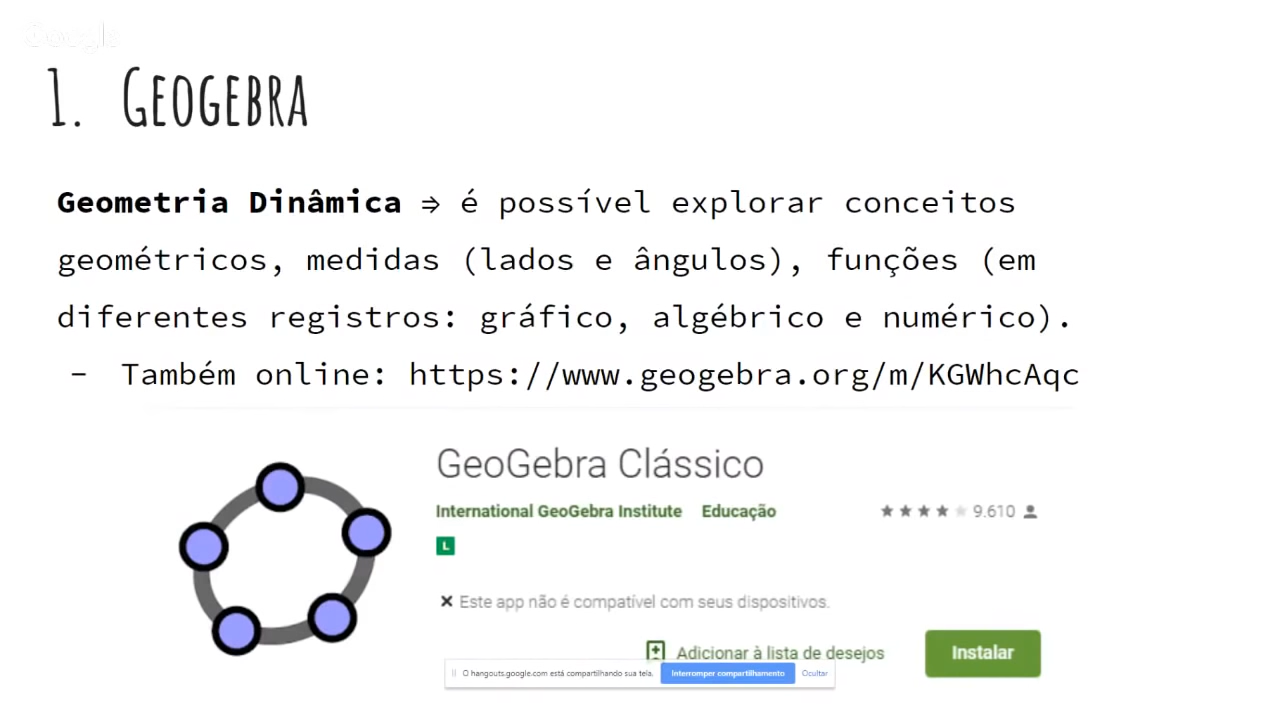 1. GEOGEBRA
Geometria Dinâmica ⇒ é possível explorar conceitos
geométricos, medidas (lados e ângulos), funções (em
diferentes registros: gráfico, algébrico e numérico).
- Também online: https://www.geogebra.org/m/KGWhcAqc
GeoGebra Clássico
International GeoGebra Institute Educação
9.610
L
Este app não é compatível com seus dispositivos.
Adicionar à lista de desejos
Instalar
O hangouts.google.com está compartilhando sua tela.
Interromper compartilhamento
Ocultar